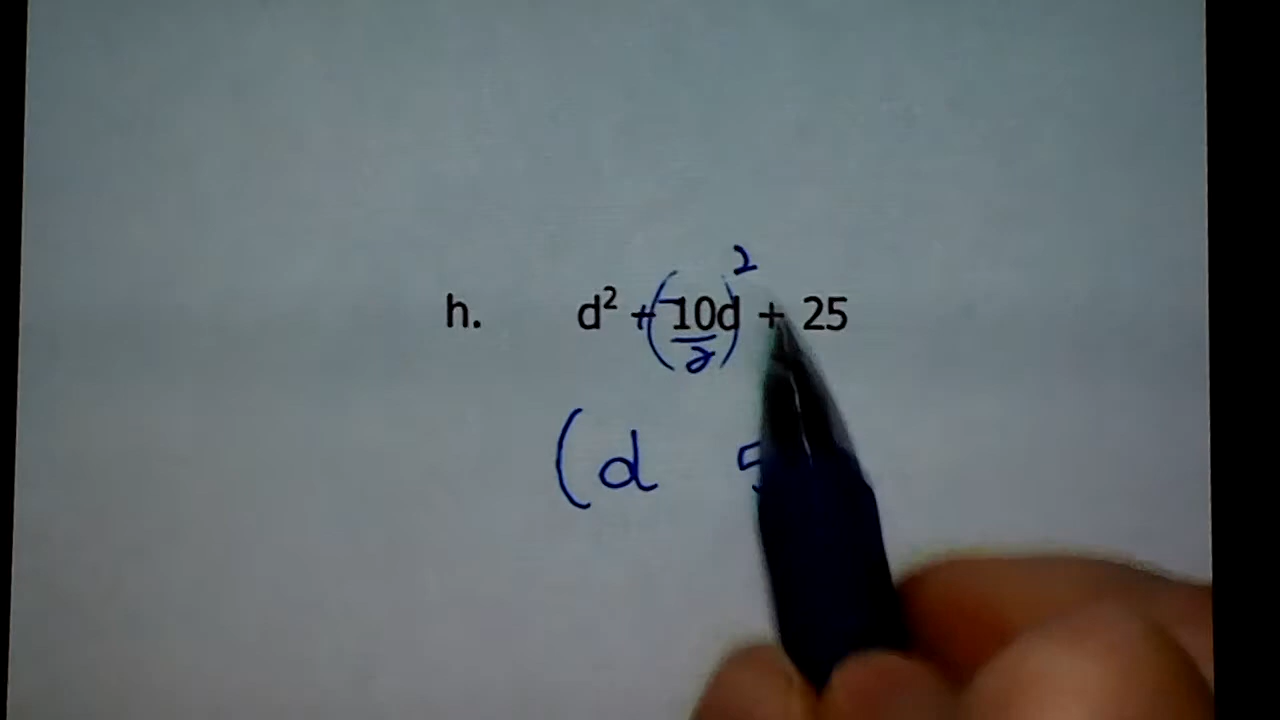 2
h. d² + (-10d) + 25
2
(d 5